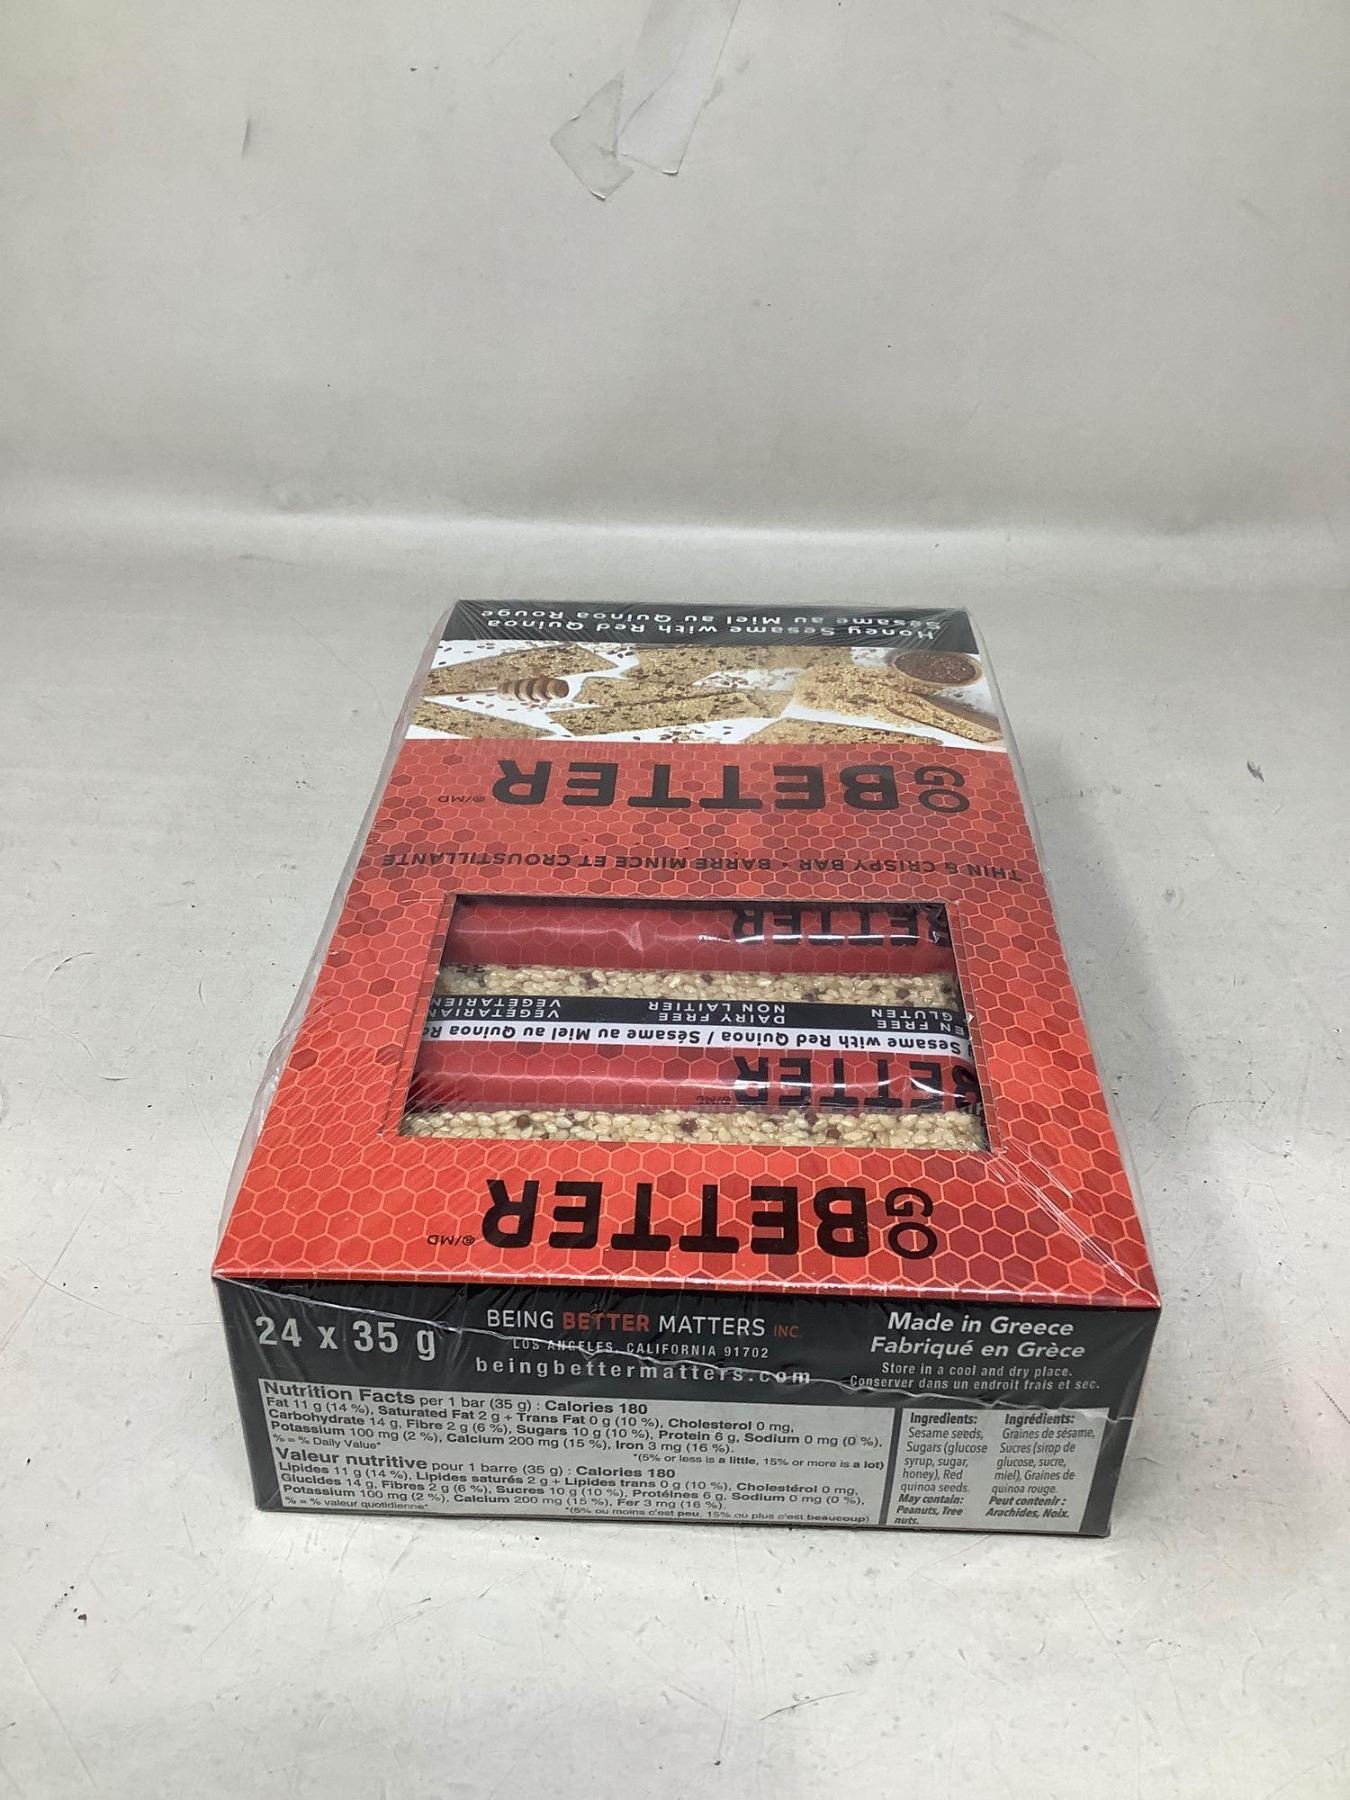 Honey Sesame with Red Quinoa
Sésame au Miel au Quinoa Rouge
GO
BETTER ®/MD
THIN & CRISPY BAR • BARRE MINCE ET CROUSTILLANTE
BETTER
35
EN FREE
GLUTEN
DAIRY FREE
NON LAITIER
VEGETARIAN
VÉGÉTARIEN
Sesame with Red Quinoa / Sésame au Miel au Quinoa
BETTER
GO
BETTER ®/MD
24 x 35 g
BEING BETTER MATTERS INC.
LOS ANGELES, CALIFORNIA 91702
beingbettermatters.com
Made in Greece
Fabriqué en Grèce
Store in a cool and dry place.
Conserver dans un endroit frais et sec.
Nutrition Facts per 1 bar (35 g) : Calories 180
Fat 11 g (14 %), Saturated Fat 2 g + Trans Fat 0 g (10 %), Cholesterol 0 mg,
Carbohydrate 14 g, Fibre 2 g (6 %), Sugars 10 g (10 %), Protein 6 g, Sodium 0 mg (0 %),
Potassium 100 mg (2 %), Calcium 200 mg (15 %), Iron 3 mg (16 %).
% = % Daily Value* *(5% or less is a little, 15% or more is a lot)
Valeur nutritive pour 1 barre (35 g) : Calories 180
Lipides 11 g (14 %), Lipides saturés 2 g + Lipides trans 0 g (10 %), Cholestérol 0 mg,
Glucides 14 g, Fibres 2 g (6 %), Sucres 10 g (10 %), Protéines 6 g, Sodium 0 mg (0 %),
Potassium 100 mg (2 %), Calcium 200 mg (15 %), Fer 3 mg (16 %).
% = % valeur quotidienne* *(5% ou moins c'est peu, 15% ou plus c'est beaucoup)
Ingredients:
Sesame seeds,
Sugars (glucose
syrup, sugar,
honey), Red
quinoa seeds.
May contain:
Peanuts, Tree
nuts.
Ingrédients:
Graines de sésame,
Sucres (sirop de
glucose, sucre,
miel), Graines de
quinoa rouge.
Peut contenir :
Arachides, Noix.